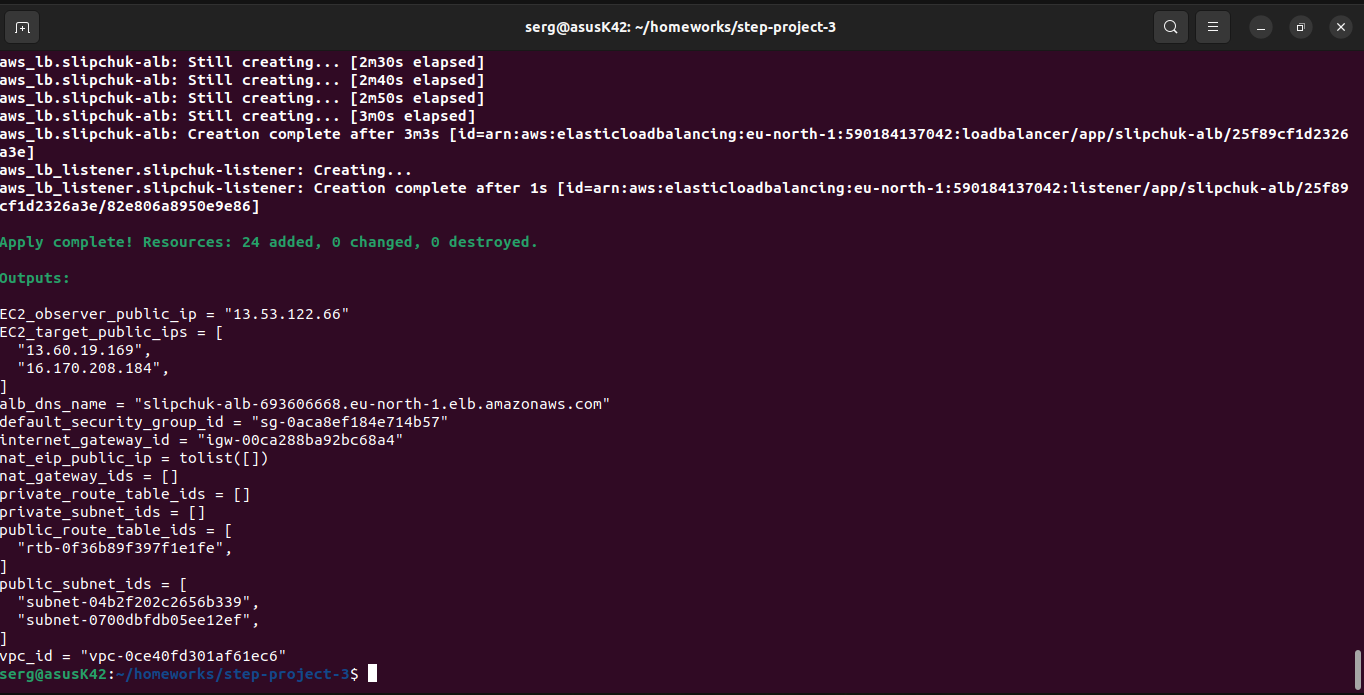 serg@asusK42: ~/homeworks/step-project-3
aws_lb.slipchuk-alb: Still creating... [2m30s elapsed]
aws_lb.slipchuk-alb: Still creating... [2m40s elapsed]
aws_lb.slipchuk-alb: Still creating... [2m50s elapsed]
aws_lb.slipchuk-alb: Still creating... [3m0s elapsed]
aws_lb.slipchuk-alb: Creation complete after 3m3s [id=arn:aws:elasticloadbalancing:eu-north-1:590184137042:loadbalancer/app/slipchuk-alb/25f89cf1d2326
a3e]
aws_lb_listener.slipchuk-listener: Creating...
aws_lb_listener.slipchuk-listener: Creation complete after 1s [id=arn:aws:elasticloadbalancing:eu-north-1:590184137042:listener/app/slipchuk-alb/25f89
cf1d2326a3e/82e806a8950e9e86]
Apply complete! Resources: 24 added, 0 changed, 0 destroyed.
Outputs:
EC2_observer_public_ip = "13.53.122.66"
EC2_target_public_ips = [
  "13.60.19.169",
  "16.170.208.184",
]
alb_dns_name = "slipchuk-alb-693606668.eu-north-1.elb.amazonaws.com"
default_security_group_id = "sg-0aca8ef184e714b57"
internet_gateway_id = "igw-00ca288ba92bc68a4"
nat_eip_public_ip = tolist([])
nat_gateway_ids = []
private_route_table_ids = []
private_subnet_ids = []
public_route_table_ids = [
  "rtb-0f36b89f397f1e1fe",
]
public_subnet_ids = [
  "subnet-04b2f202c2656b339",
  "subnet-0700dbfdb05ee12ef",
]
vpc_id = "vpc-0ce40fd301af61ec6"
serg@asusK42:~/homeworks/step-project-3$